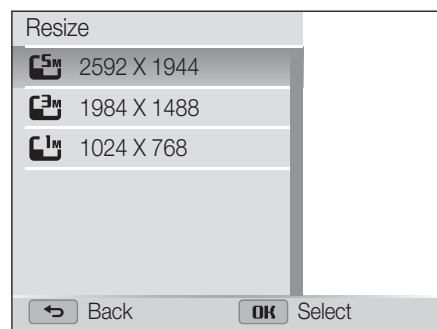 Resize
5M 2592 X 1944
3M 1984 X 1488
1M 1024 X 768
Back OK Select